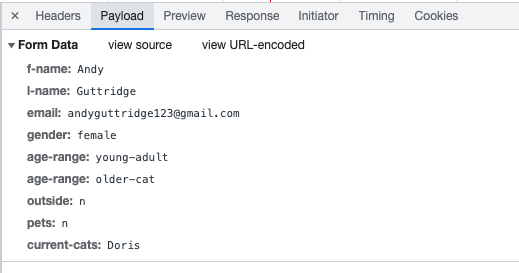 × Headers Payload Preview Response Initiator Timing Cookies
▼Form Data view source view URL-encoded
f-name: Andy
l-name: Guttridge
email: andyguttridge123@gmail.com
gender: female
age-range: young-adult
age-range: older-cat
outside: n
pets: n
current-cats: Doris